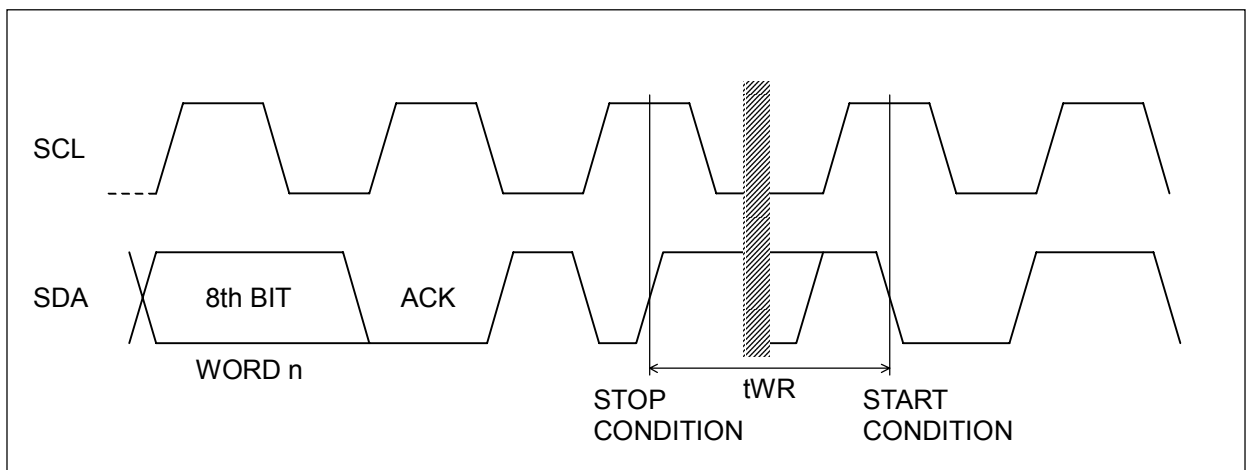 SCL
SDA
8th BIT
ACK
WORD n
tWR
STOP
CONDITION
START
CONDITION